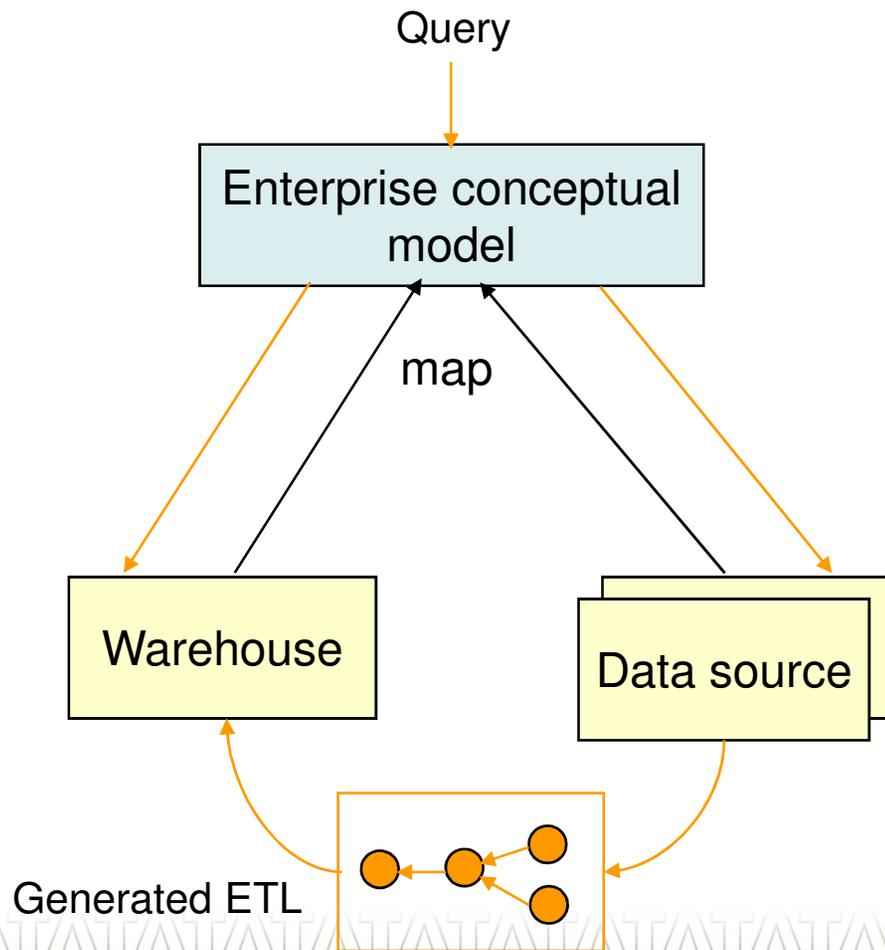 Query
Enterprise conceptual
model
map
Warehouse
Data source
Generated ETL